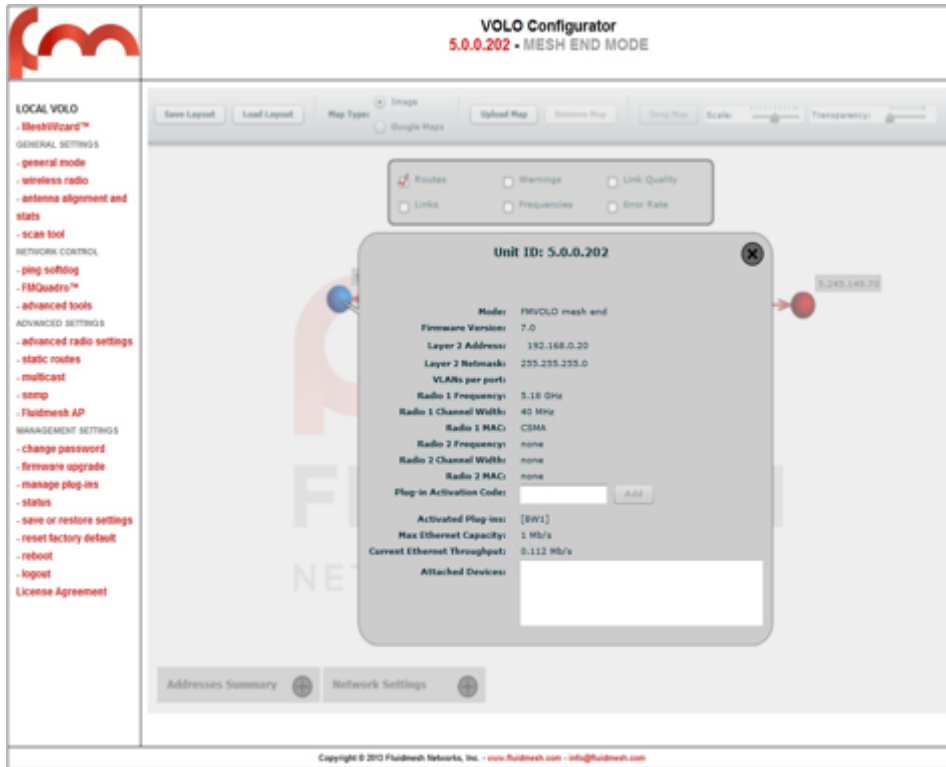 VOLO Configurator
5.0.0.202 - MESH END MODE
LOCAL VOLO
- MeshWizard™
GENERAL SETTINGS
- general mode
- wireless radio
- antenna alignment and
stats
- scan tool
NETWORK CONTROL
- ping softdog
- FMQuadro™
- advanced tools
ADVANCED SETTINGS
- advanced radio settings
- static routes
- multicast
- snmp
- Fluidmesh AP
MANAGEMENT SETTINGS
- change password
- firmware upgrade
- manage plug-ins
- status
- save or restore settings
- reset factory default
- reboot
- logout
License Agreement
Save Layout Load Layout Map Type: Image Google Maps Upload Map Remove Map Drag Map Scale: Transparency:
Routes Warnings Link Quality
Links Frequencies Error Rate
Unit ID: 5.0.0.202
5.245.149.70
Mode: FMVOLO mesh end
Firmware Version: 7.0
Layer 2 Address: 192.168.0.20
Layer 2 Netmask: 255.255.255.0
VLANs per port:
Radio 1 Frequency: 5.18 GHz
Radio 1 Channel Width: 40 MHz
Radio 1 MAC: CSMA
Radio 2 Frequency: none
Radio 2 Channel Width: none
Radio 2 MAC: none
Plug-in Activation Code: Add
Activated Plug-ins: [BW1]
Max Ethernet Capacity: 1 Mb/s
Current Ethernet Throughput: 0.112 Mb/s
Attached Devices:
Addresses Summary Network Settings
Copyright © 2013 Fluidmesh Networks, Inc. - www.fluidmesh.com - info@fluidmesh.com